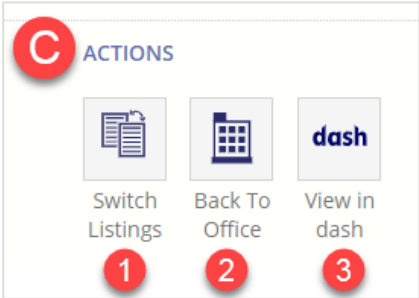 C ACTIONS
dash
Switch Listings
Back To Office
View in dash
1 2 3